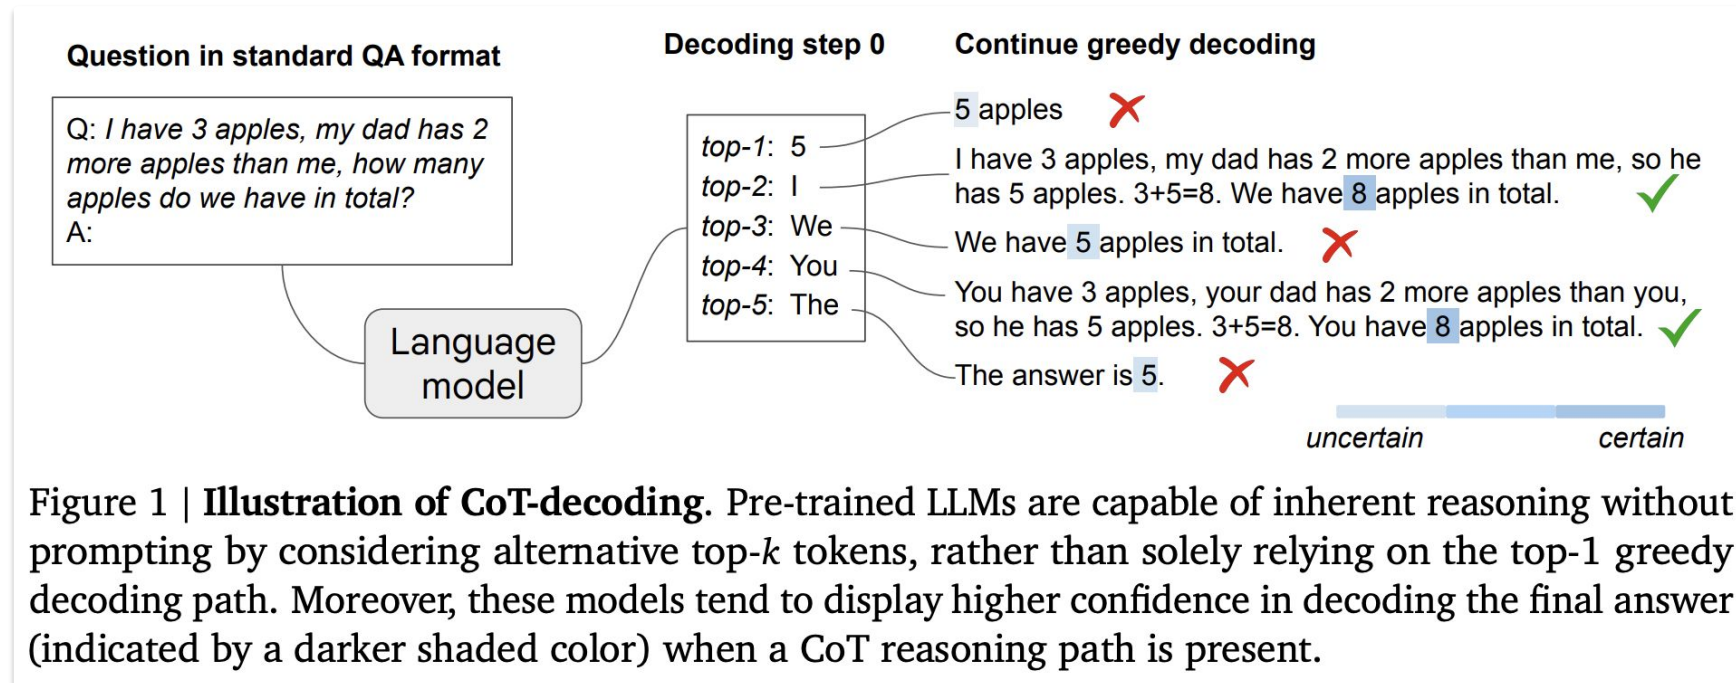 Question in standard QA format
Q: I have 3 apples, my dad has 2
more apples than me, how many
apples do we have in total?
A:
Language
model
Decoding step 0
top-1: 5
top-2: I
top-3: We
top-4: You
top-5: The
Continue greedy decoding
5 apples
I have 3 apples, my dad has 2 more apples than me, so he
has 5 apples. 3+5=8. We have 8 apples in total.
We have 5 apples in total.
You have 3 apples, your dad has 2 more apples than you,
so he has 5 apples. 3+5=8. You have 8 apples in total.
The answer is 5.
uncertain certain
Figure 1 | Illustration of CoT-decoding. Pre-trained LLMs are capable of inherent reasoning without
prompting by considering alternative top-k tokens, rather than solely relying on the top-1 greedy
decoding path. Moreover, these models tend to display higher confidence in decoding the final answer
(indicated by a darker shaded color) when a CoT reasoning path is present.